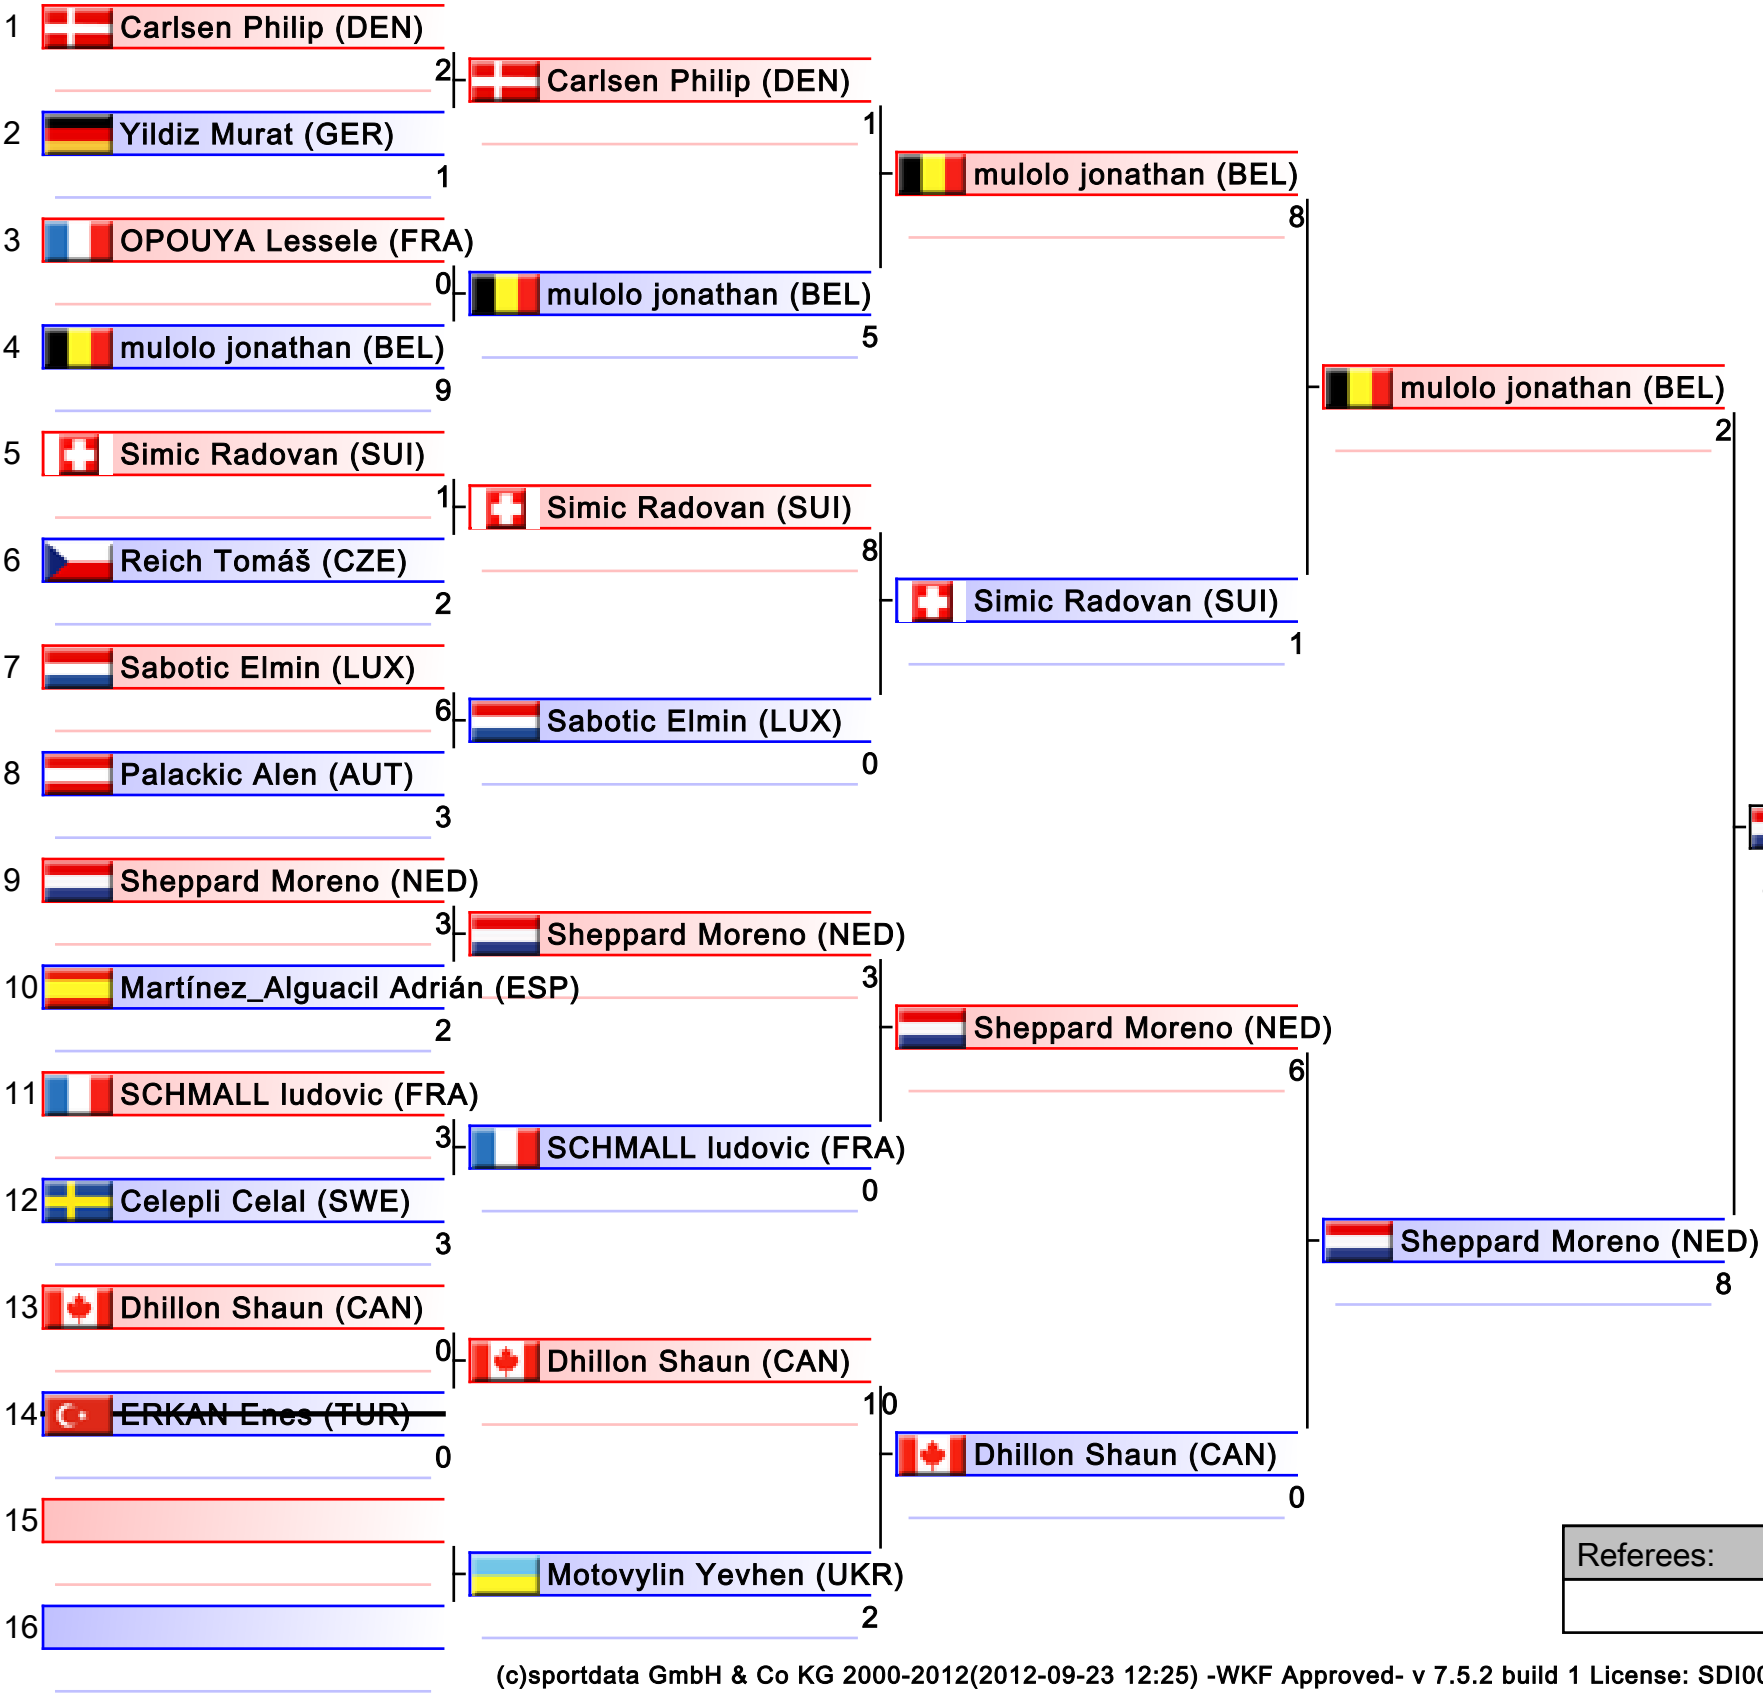 1 Carlsen Philip (DEN)
2
2 Yildiz Murat (GER)
1
3 OPOUYA Lessele (FRA)
0
4 mulolo jonathan (BEL)
9
5 Simic Radovan (SUI)
1
6 Reich Tomáš (CZE)
2
7 Sabotic Elmin (LUX)
6
8 Palackic Alen (AUT)
3
9 Sheppard Moreno (NED)
3
10 Martínez_Alguacil Adrián (ESP)
2
11 SCHMALL ludovic (FRA)
3
12 Celepli Celal (SWE)
3
13 Dhillon Shaun (CAN)
0
14 ERKAN Enes (TUR)
0
15
16
Carlsen Philip (DEN)
1
mulolo jonathan (BEL)
5
Simic Radovan (SUI)
8
Sabotic Elmin (LUX)
0
Sheppard Moreno (NED)
3
SCHMALL ludovic (FRA)
0
Dhillon Shaun (CAN)
10
Motovylin Yevhen (UKR)
2
mulolo jonathan (BEL)
8
Simic Radovan (SUI)
1
Sheppard Moreno (NED)
6
Dhillon Shaun (CAN)
0
mulolo jonathan (BEL)
2
Sheppard Moreno (NED)
8
Referees:
(c)sportdata GmbH & Co KG 2000-2012(2012-09-23 12:25) -WKF Approved- v 7.5.2 build 1 License: